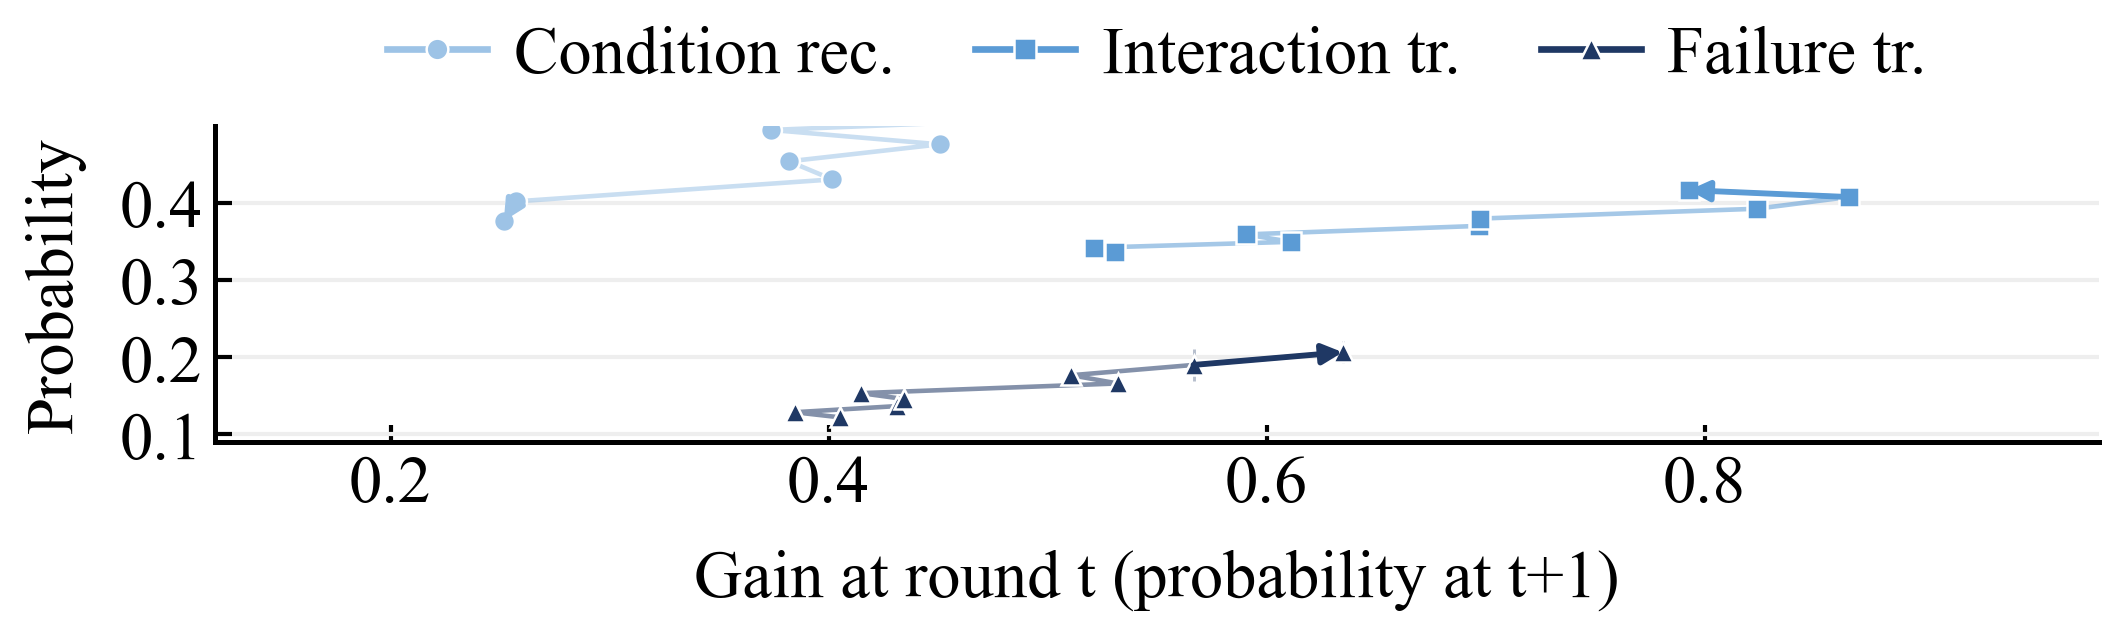 Condition rec. Interaction tr. Failure tr.
Probability
0.4
0.3
0.2
0.1
0.2 0.4 0.6 0.8
Gain at round t (probability at t+1)